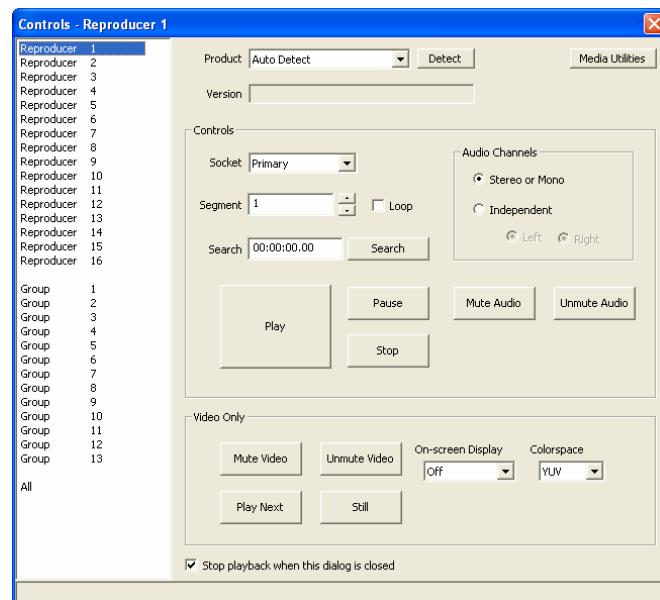 Controls - Reproducer 1
Reproducer 1
Reproducer 2
Reproducer 3
Reproducer 4
Reproducer 5
Reproducer 6
Reproducer 7
Reproducer 8
Reproducer 9
Reproducer 10
Reproducer 11
Reproducer 12
Reproducer 13
Reproducer 14
Reproducer 15
Reproducer 16
Group 1
Group 2
Group 3
Group 4
Group 5
Group 6
Group 7
Group 8
Group 9
Group 10
Group 11
Group 12
Group 13
All
Product Auto Detect Detect Media Utilities
Version
Controls
Socket Primary
Segment 1 Loop
Search 00:00:00.00 Search
Audio Channels
Stereo or Mono
Independent
Left Right
Play
Pause
Stop
Mute Audio Unmute Audio
Video Only
Mute Video Unmute Video
On-screen Display
Off
Colorspace
YUV
Play Next Still
Stop playback when this dialog is closed